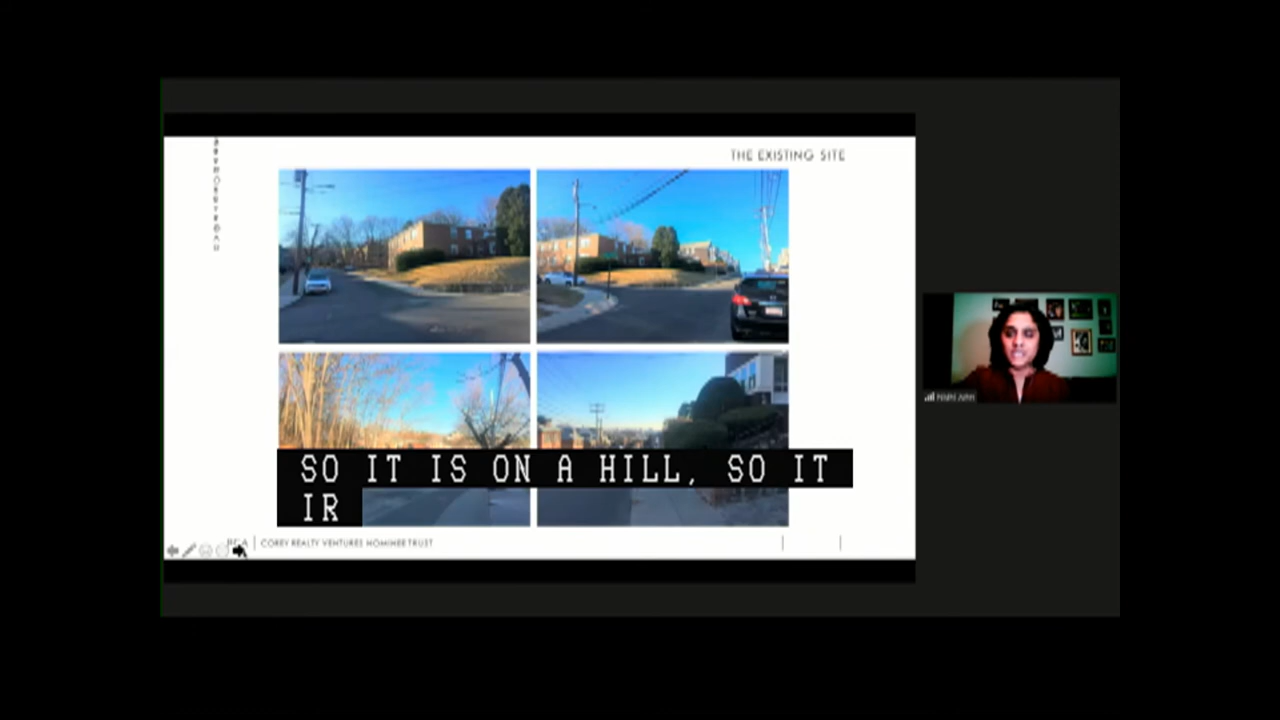 THE EXISTING SITE
SO IT IS ON A HILL, SO IT
IR
COREY REALTY VENTURES NOMINEE TRUST